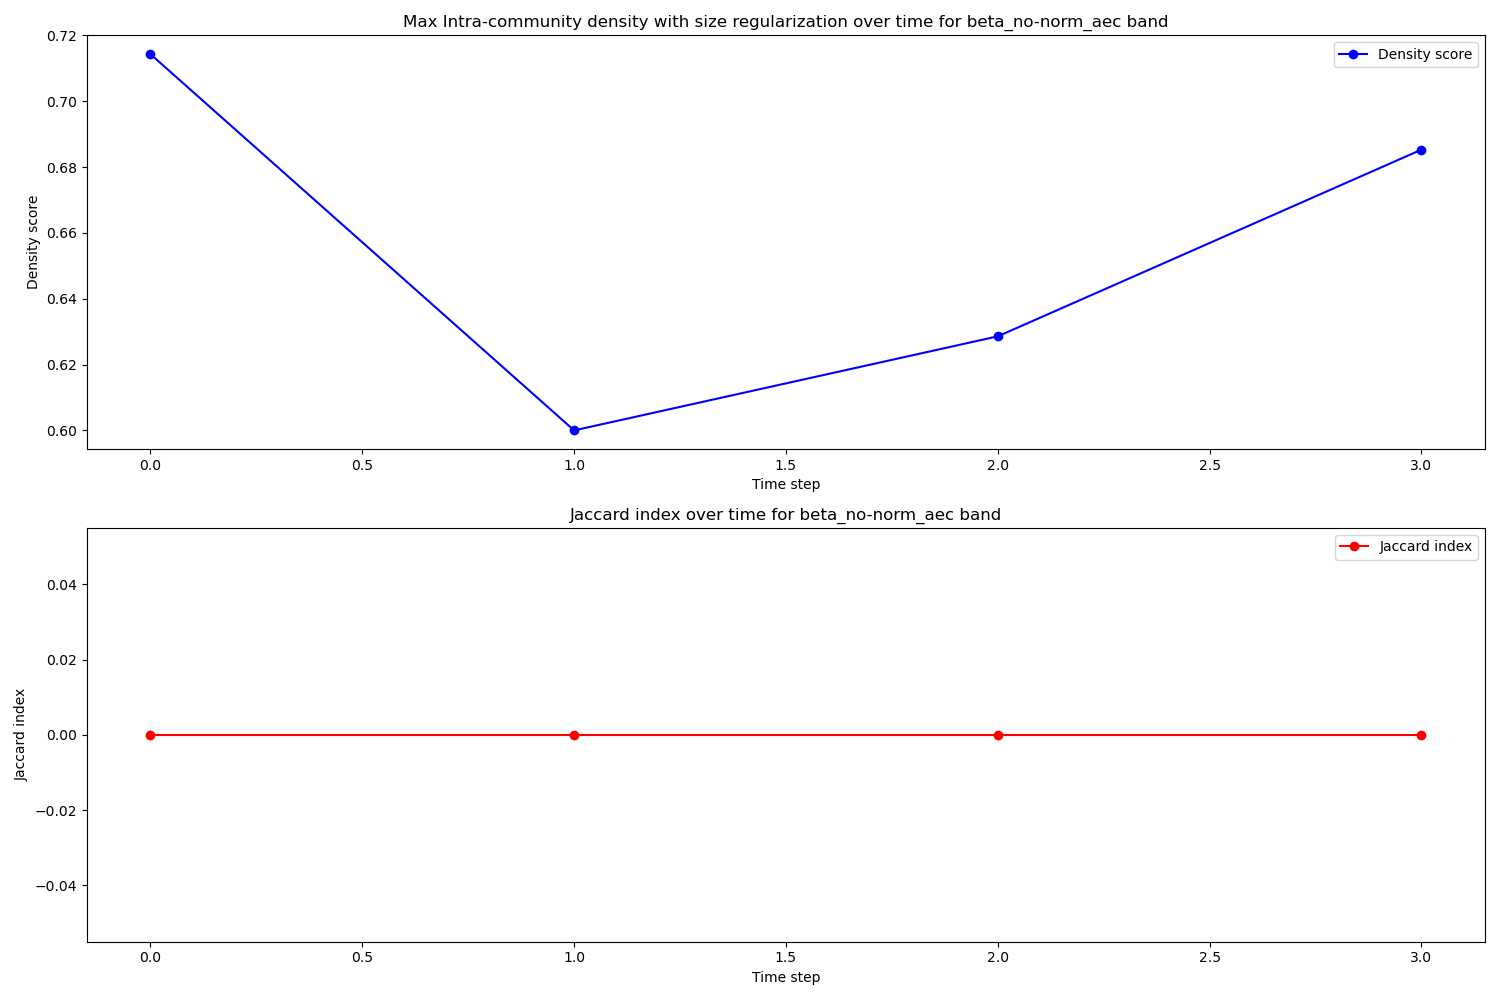 Max Intra-community density with size regularization over time for beta_no-norm_aec band
0.72
0.70
0.68
0.66
0.64
0.62
0.60
Density score
Density score
0.0 0.5 1.0 1.5 2.0 2.5 3.0
Time step
Jaccard index over time for beta_no-norm_aec band
0.04
0.02
0.00
−0.02
−0.04
Jaccard index
Jaccard index
0.0 0.5 1.0 1.5 2.0 2.5 3.0
Time step